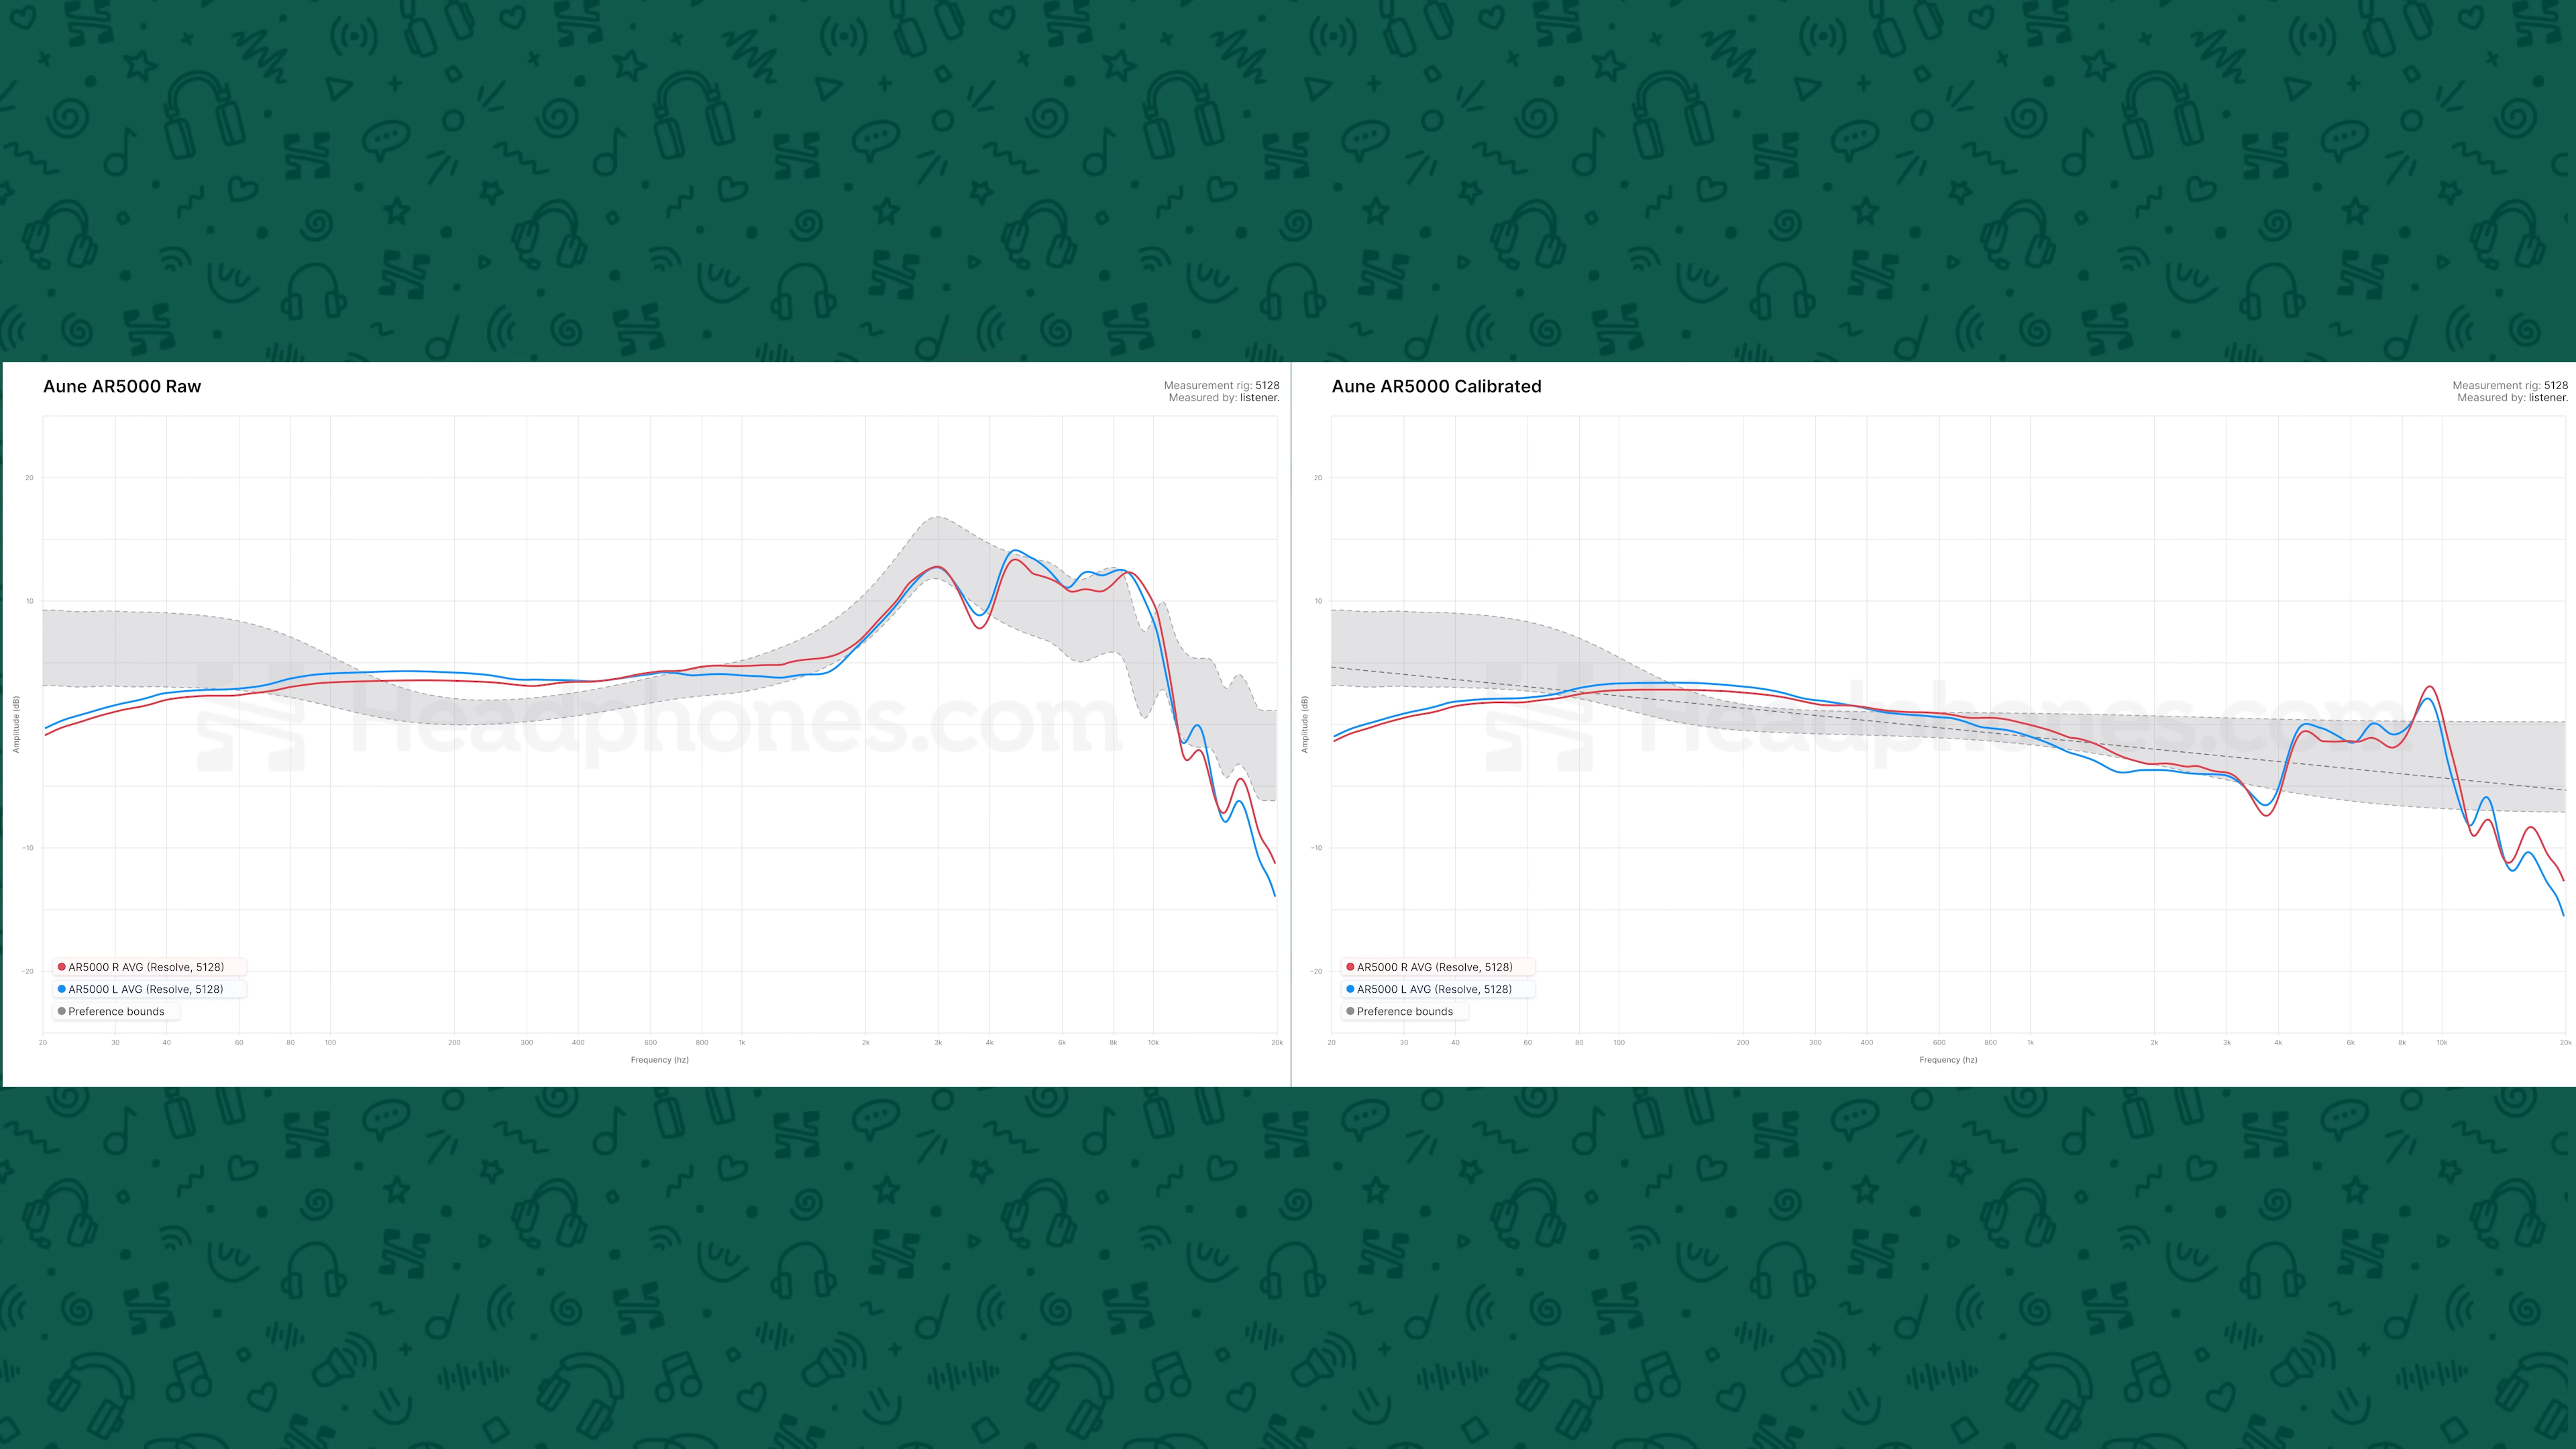 Aune AR5000 Raw
Measurement rig: 5128
Measured by: listener.
20
10
-10
-20
Amplitude (dB)
Headphones.com
AR5000 R AVG (Resolve, 5128)
AR5000 L AVG (Resolve, 5128)
Preference bounds
20 30 40 60 80 100 200 300 400 600 800 1k 2k 3k 4k 6k 8k 10k 20k
Frequency (hz)
Aune AR5000 Calibrated
Measurement rig: 5128
Measured by: listener.
20
10
-10
-20
Amplitude (dB)
Headphones.com
AR5000 R AVG (Resolve, 5128)
AR5000 L AVG (Resolve, 5128)
Preference bounds
20 30 40 60 80 100 200 300 400 600 800 1k 2k 3k 4k 6k 8k 10k 20k
Frequency (hz)